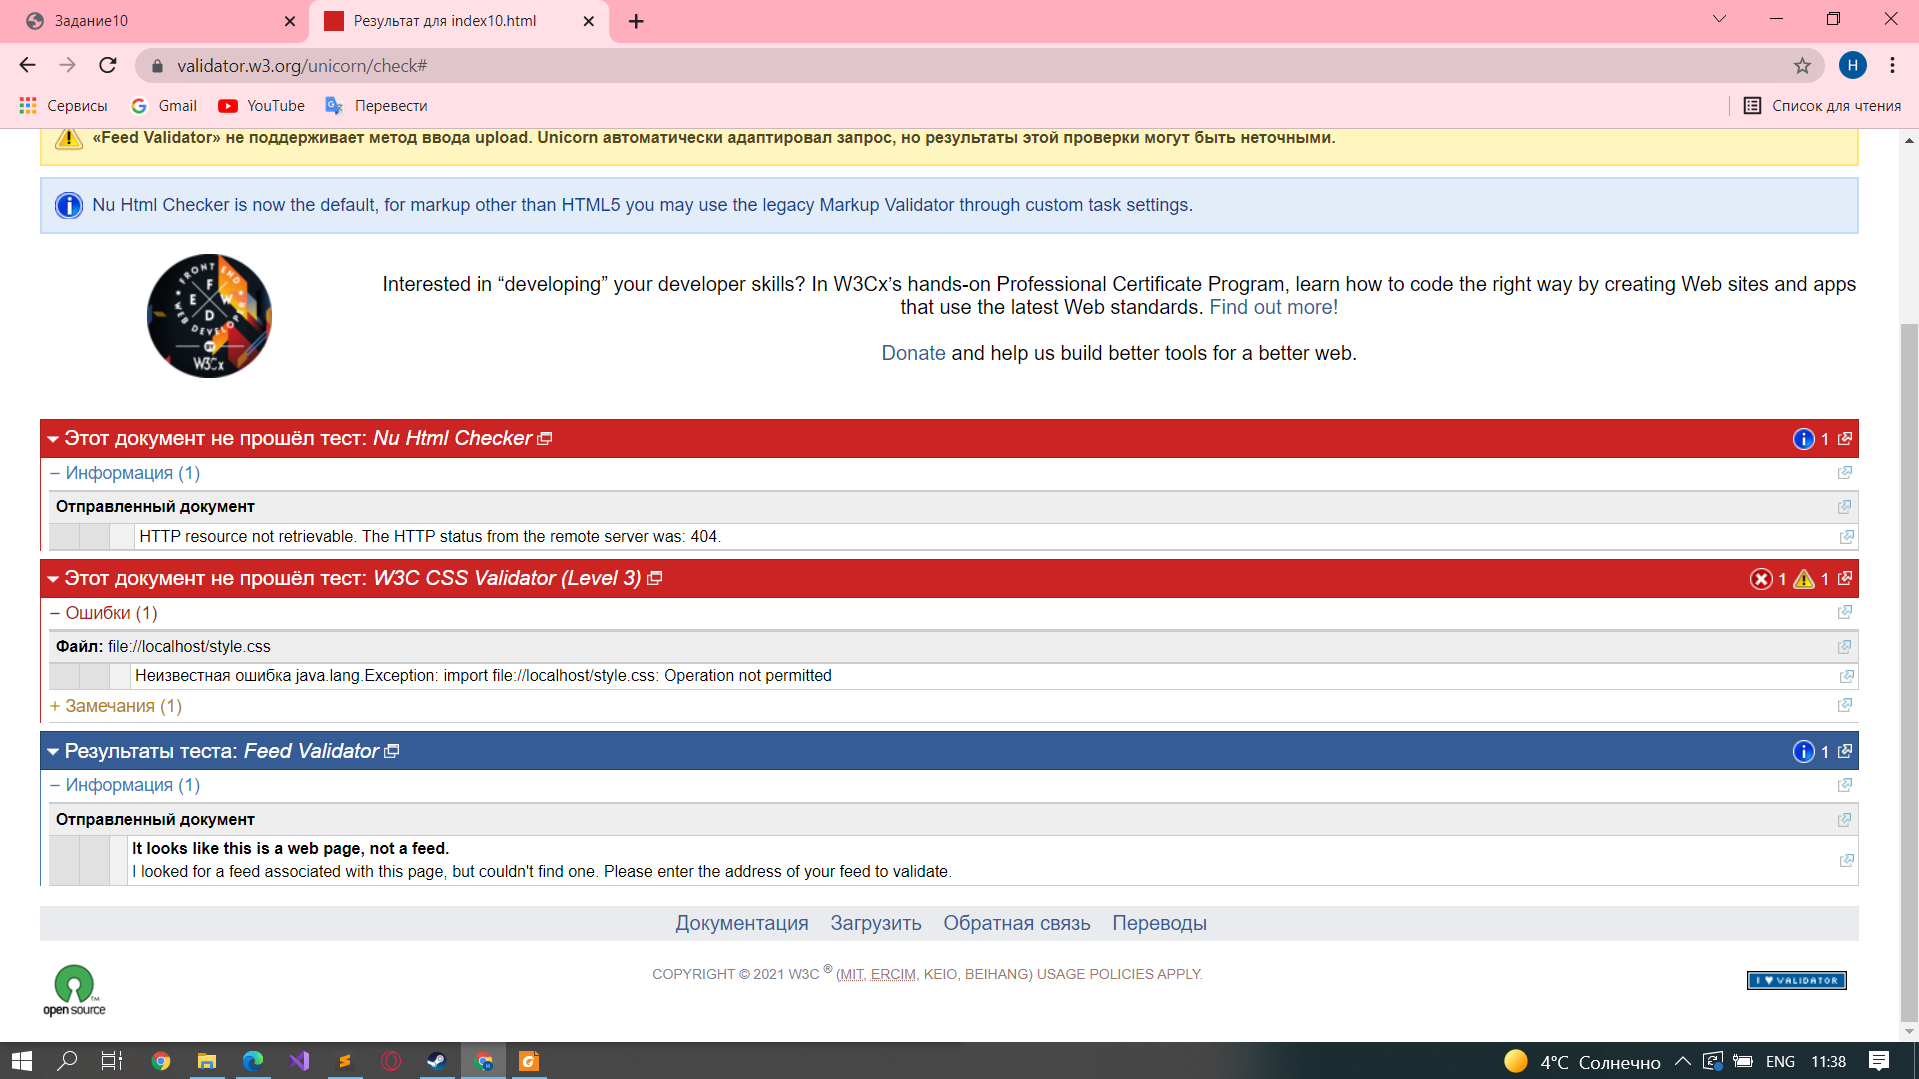 Задание10
Результат для index10.html
validator.w3.org/unicorn/check#
H
Сервисы
Gmail
YouTube
Перевести
Список для чтения
«Feed Validator» не поддерживает метод ввода upload. Unicorn автоматически адаптировал запрос, но результаты этой проверки могут быть неточными.
Nu Html Checker is now the default, for markup other than HTML5 you may use the legacy Markup Validator through custom task settings.
FRONT END
F E W D
WEB DEVELOPER
BY
W3Cx
Interested in “developing” your developer skills? In W3Cx’s hands-on Professional Certificate Program, learn how to code the right way by creating Web sites and apps
that use the latest Web standards. Find out more!
Donate and help us build better tools for a better web.
Этот документ не прошёл тест: Nu Html Checker 1
– Информация (1)
Отправленный документ
HTTP resource not retrievable. The HTTP status from the remote server was: 404.
Этот документ не прошёл тест: W3C CSS Validator (Level 3) 1 1
– Ошибки (1)
Файл: file://localhost/style.css
Неизвестная ошибка java.lang.Exception: import file://localhost/style.css: Operation not permitted
+ Замечания (1)
Результаты теста: Feed Validator 1
– Информация (1)
Отправленный документ
It looks like this is a web page, not a feed.
I looked for a feed associated with this page, but couldn't find one. Please enter the address of your feed to validate.
Документация Загрузить Обратная связь Переводы
COPYRIGHT © 2021 W3C ® (MIT, ERCIM, KEIO, BEIHANG) USAGE POLICIES APPLY.
open source™
I ♥ VALIDATOR
4°C Солнечно
ENG
11:38